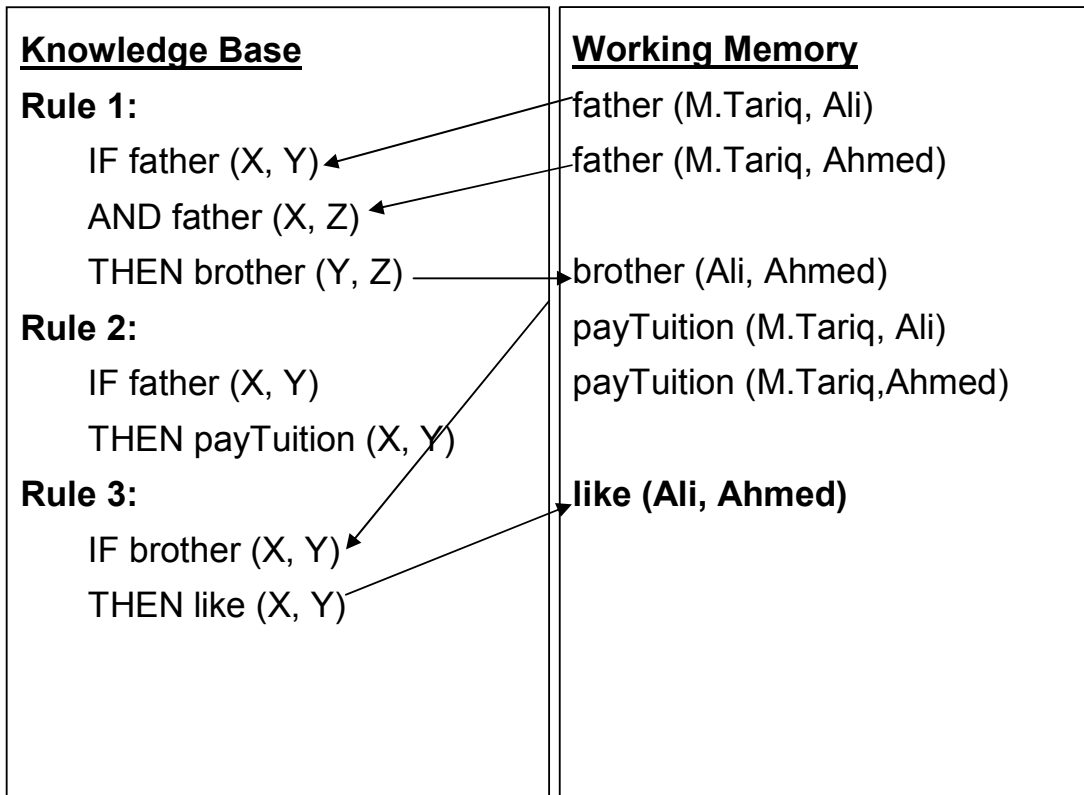 Knowledge Base
Rule 1:
IF father (X, Y)
AND father (X, Z)
THEN brother (Y, Z)
Rule 2:
IF father (X, Y)
THEN payTuition (X, Y)
Rule 3:
IF brother (X, Y)
THEN like (X, Y)
Working Memory
father (M.Tariq, Ali)
father (M.Tariq, Ahmed)
brother (Ali, Ahmed)
payTuition (M.Tariq, Ali)
payTuition (M.Tariq,Ahmed)
like (Ali, Ahmed)